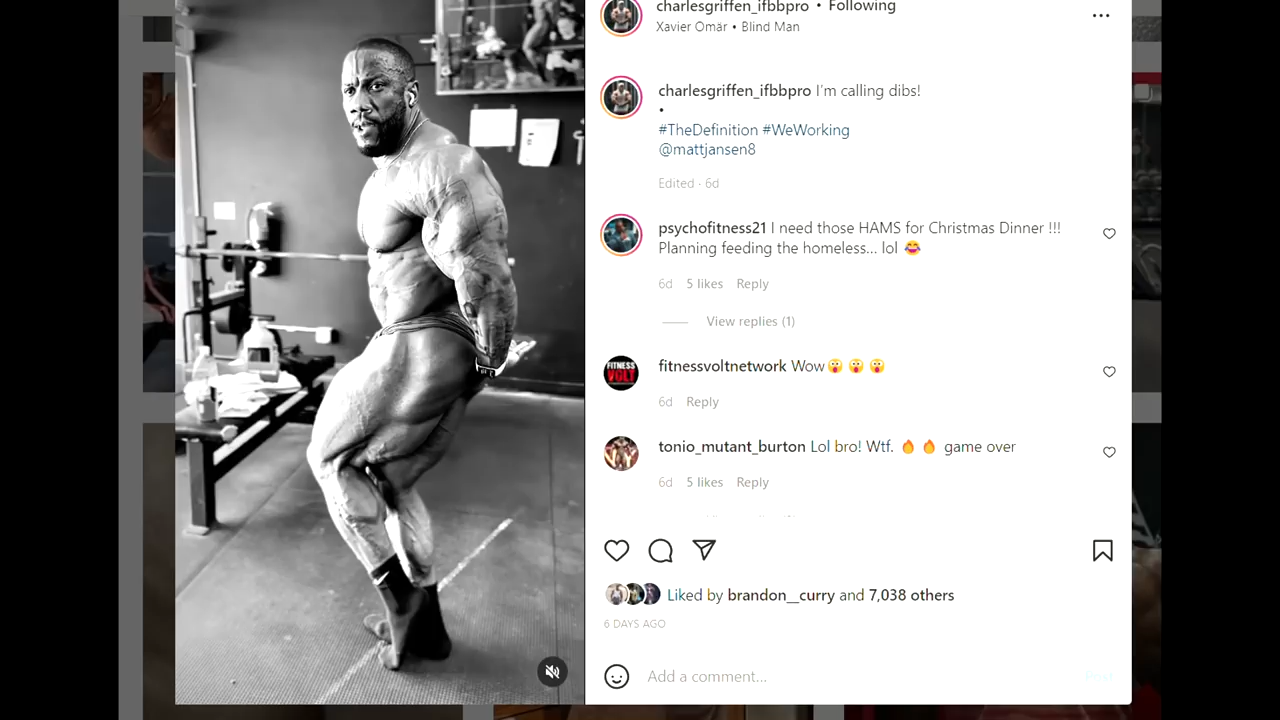 charlesgriffen_ifbbpro • Following
Xavier Omär • Blind Man
charlesgriffen_ifbbpro I'm calling dibs!
•
#TheDefinition #WeWorking
@mattjansen8
Edited · 6d
psychofitness21 I need those HAMS for Christmas Dinner !!!
Planning feeding the homeless... lol 😂
6d 5 likes Reply
View replies (1)
FITNESS
VOLT
fitnessvoltnetwork Wow😲 😲 😲
6d Reply
tonio_mutant_burton Lol bro! Wtf. 🔥 🔥 game over
6d 5 likes Reply
Liked by brandon__curry and 7,038 others
6 DAYS AGO
Add a comment...
Post